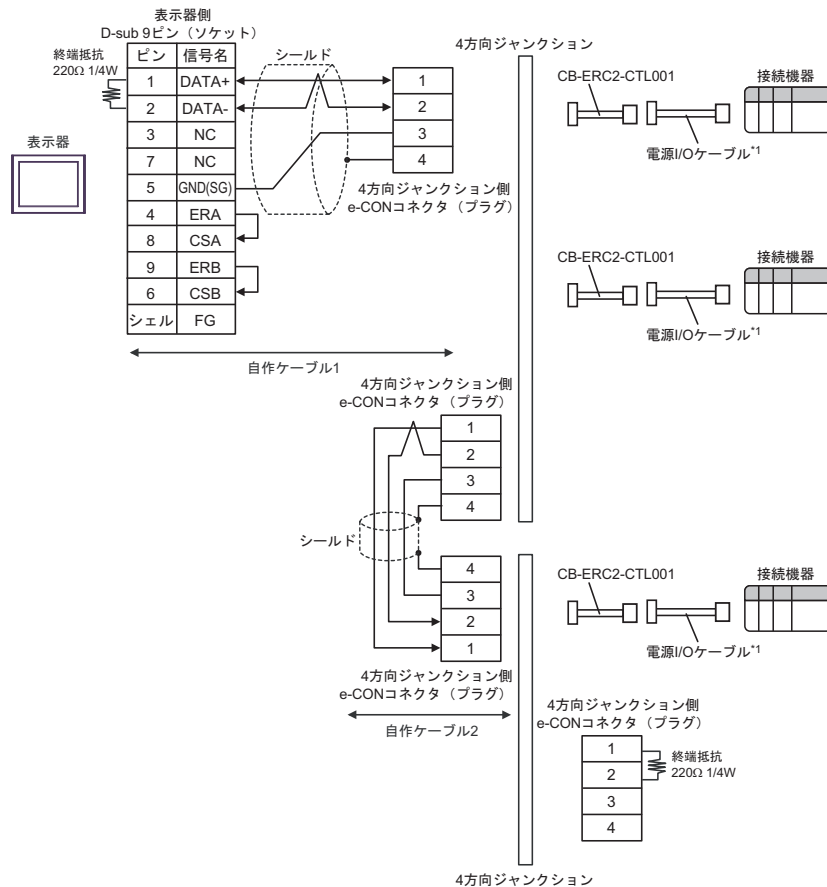 表示器側
D-sub 9ピン（ソケット）
終端抵抗
220Ω 1/4W
ピン 信号名
1 DATA+
2 DATA-
3 NC
7 NC
5 GND(SG)
4 ERA
8 CSA
9 ERB
6 CSB
シェル FG
表示器
シールド
1
2
3
4
4方向ジャンクション側
e-CONコネクタ（プラグ）
自作ケーブル1
4方向ジャンクション
CB-ERC2-CTL001
接続機器
電源I/Oケーブル*1
CB-ERC2-CTL001
接続機器
電源I/Oケーブル*1
4方向ジャンクション側
e-CONコネクタ（プラグ）
1
2
3
4
シールド
4
3
2
1
4方向ジャンクション側
e-CONコネクタ（プラグ）
自作ケーブル2
CB-ERC2-CTL001
接続機器
電源I/Oケーブル*1
4方向ジャンクション側
e-CONコネクタ（プラグ）
1
2
3
4
終端抵抗
220Ω 1/4W
4方向ジャンクション